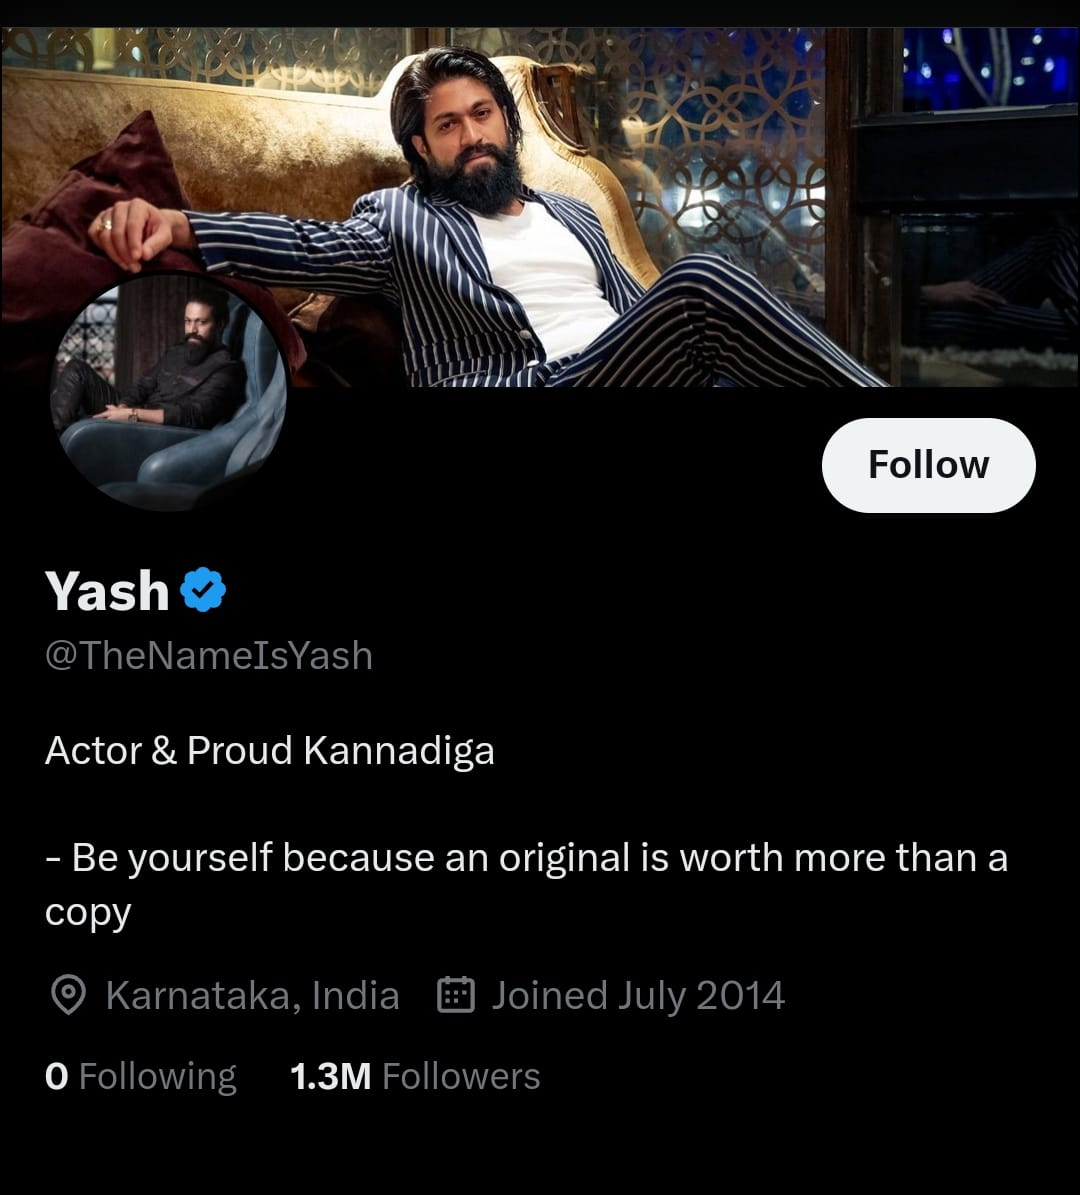 Follow
Yash
@TheNameIsYash
Actor & Proud Kannadiga
- Be yourself because an original is worth more than a
copy
Karnataka, India Joined July 2014
0 Following 1.3M Followers